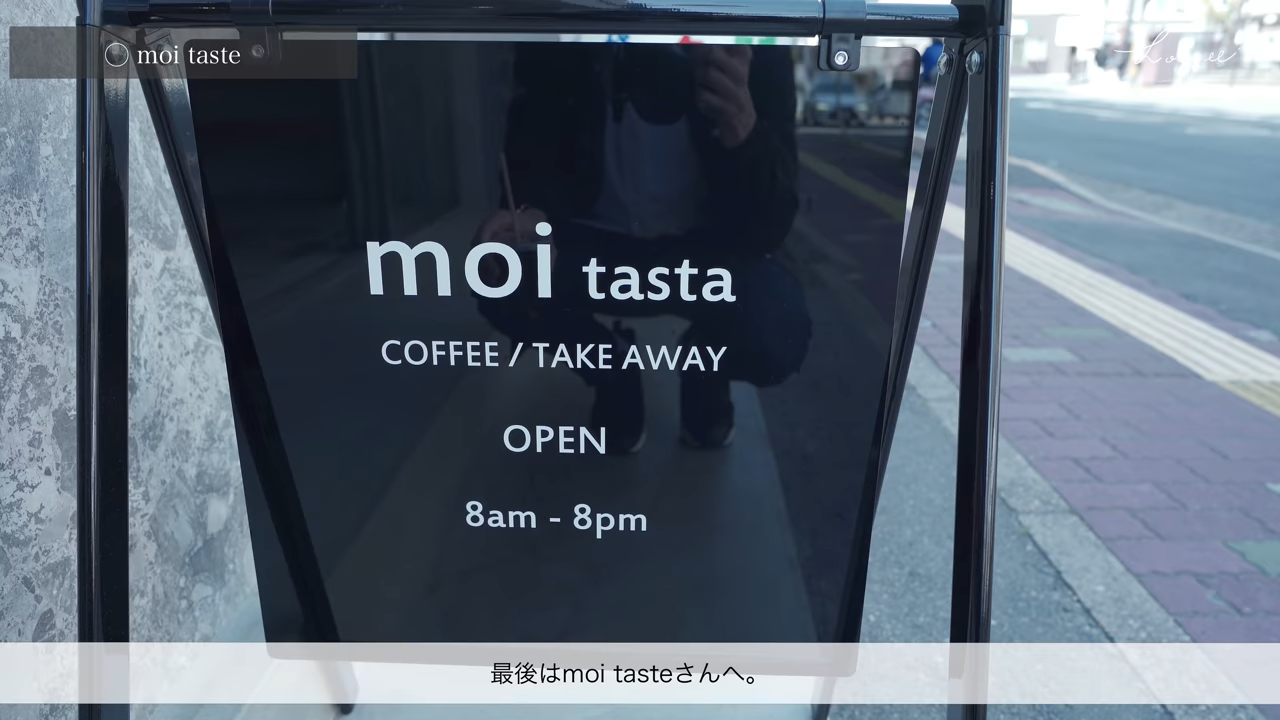 moi taste
moi tasta
COFFEE / TAKE AWAY
OPEN
8am - 8pm
最後はmoi tasteさんへ。